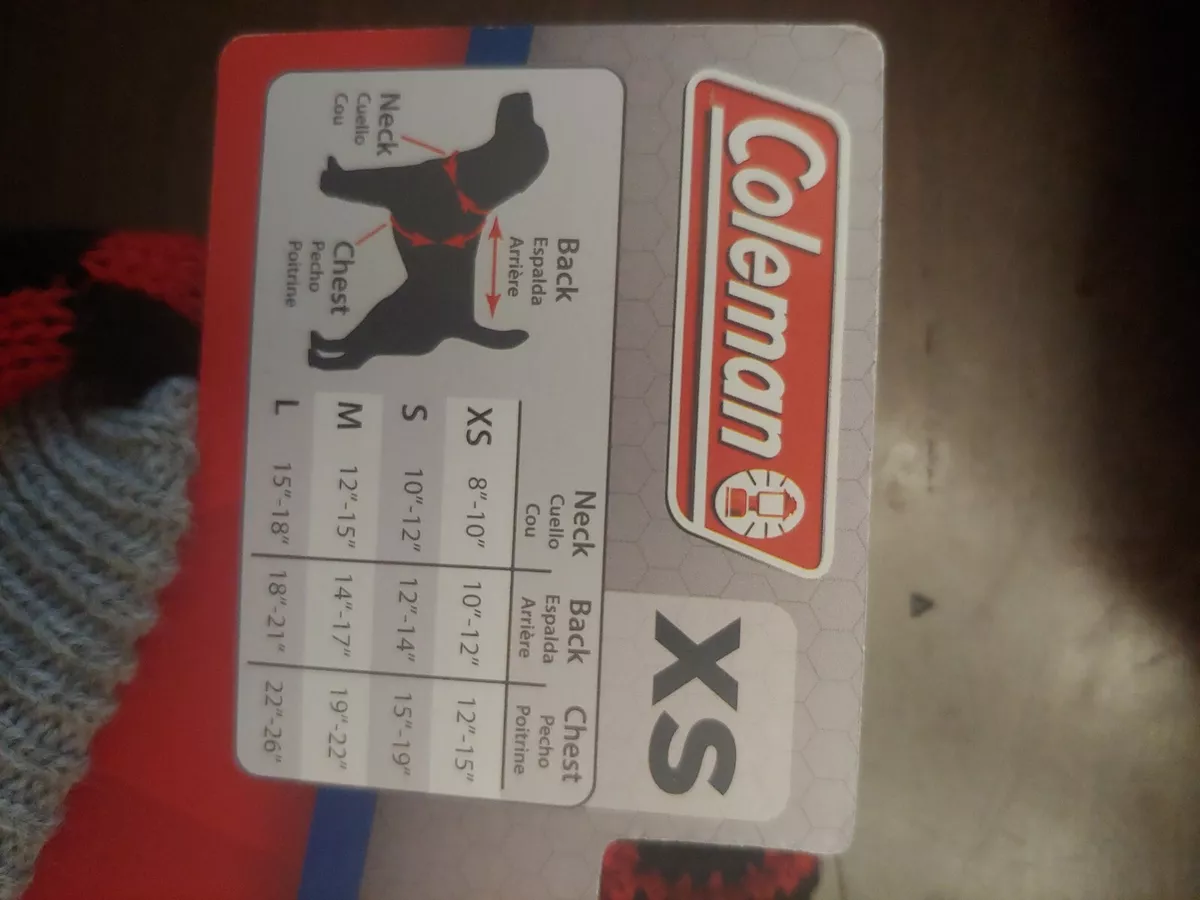 Coleman
XS
Back
Espalda
Arrière
Neck
Cuello
Cou
Chest
Pecho
Poitrine
Neck Back Chest
Cuello Espalda Pecho
Cou Arrière Poitrine
XS 8"-10" 10"-12" 12"-15"
S 10"-12" 12"-14" 15"-19"
M 12"-15" 14"-17" 19"-22"
L 15"-18" 18"-21" 22"-26"